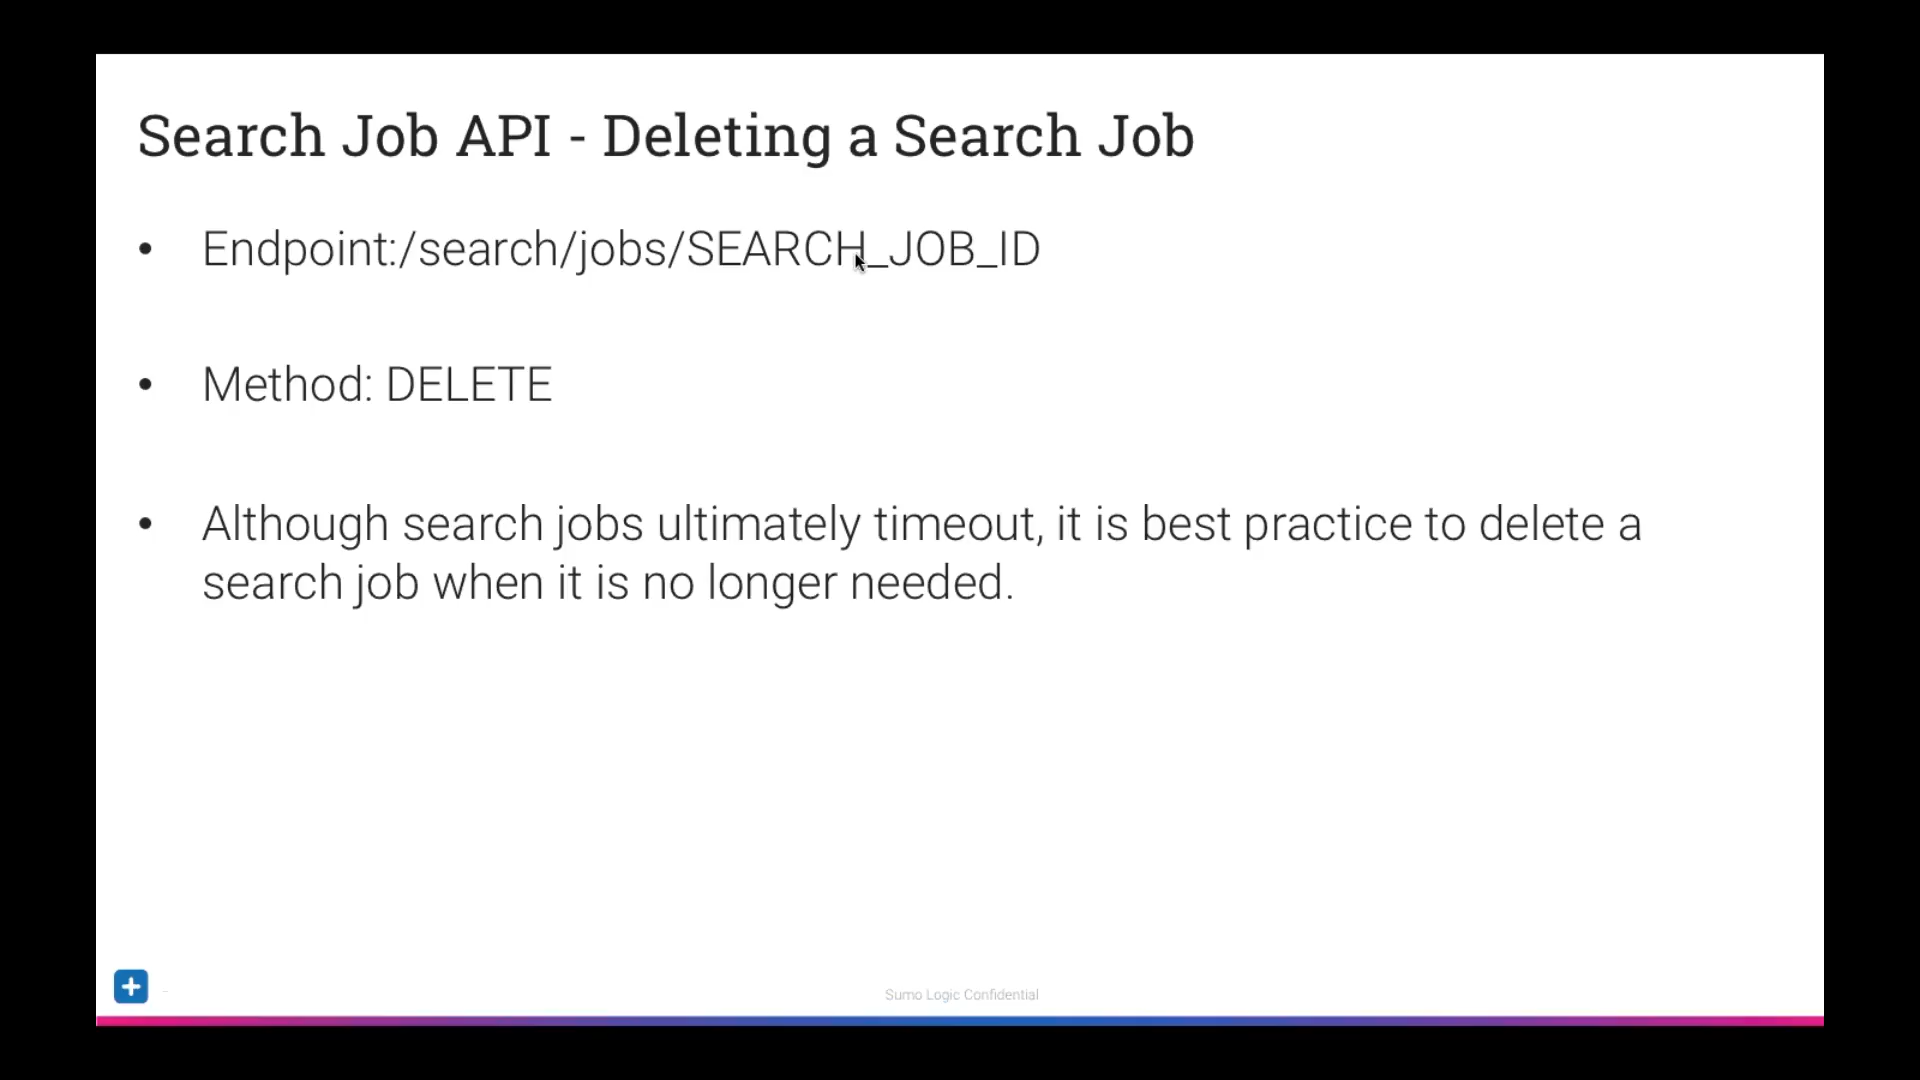 Search Job API - Deleting a Search Job
• Endpoint:/search/jobs/SEARCH_JOB_ID
• Method: DELETE
• Although search jobs ultimately timeout, it is best practice to delete a
search job when it is no longer needed.
Sumo Logic Confidential